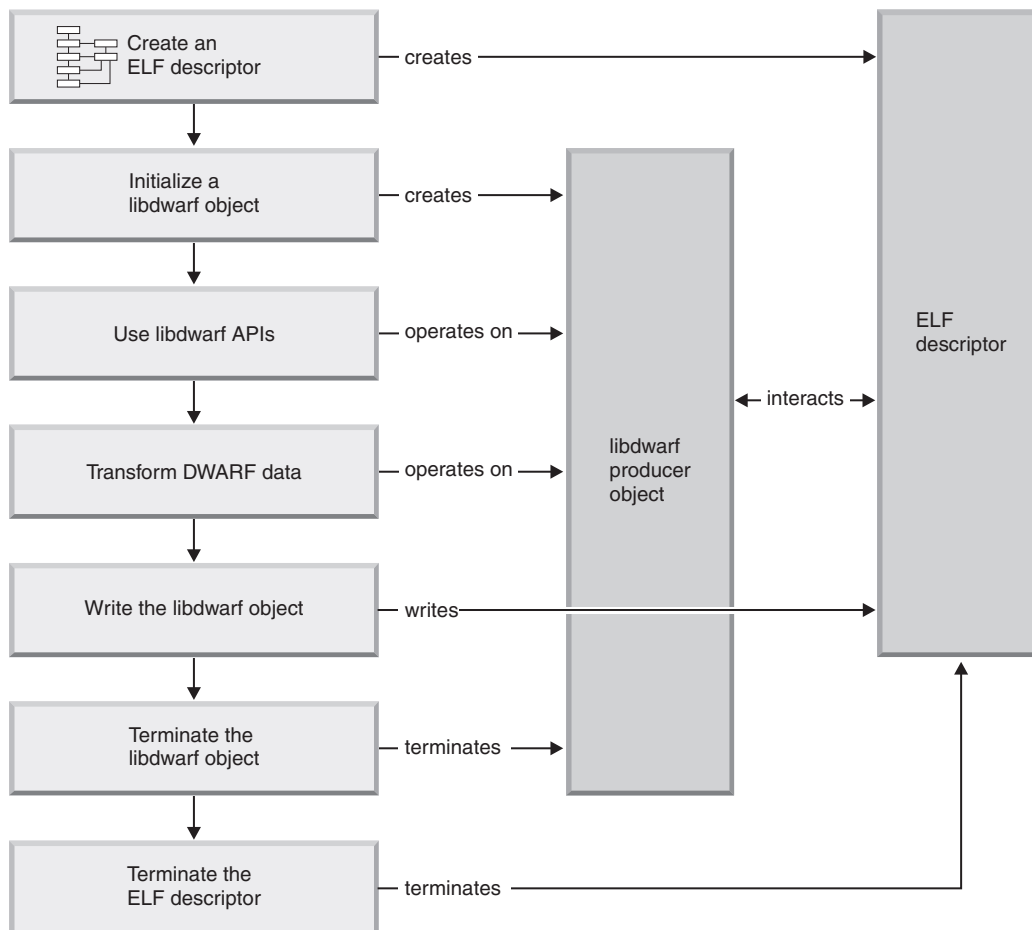 Create an
ELF descriptor
creates
Initialize a
libdwarf object
creates
Use libdwarf APIs
operates on
ELF
descriptor
interacts
libdwarf
producer
object
Transform DWARF data
operates on
Write the libdwarf object
writes
Terminate the
libdwarf object
terminates
Terminate the
ELF descriptor
terminates